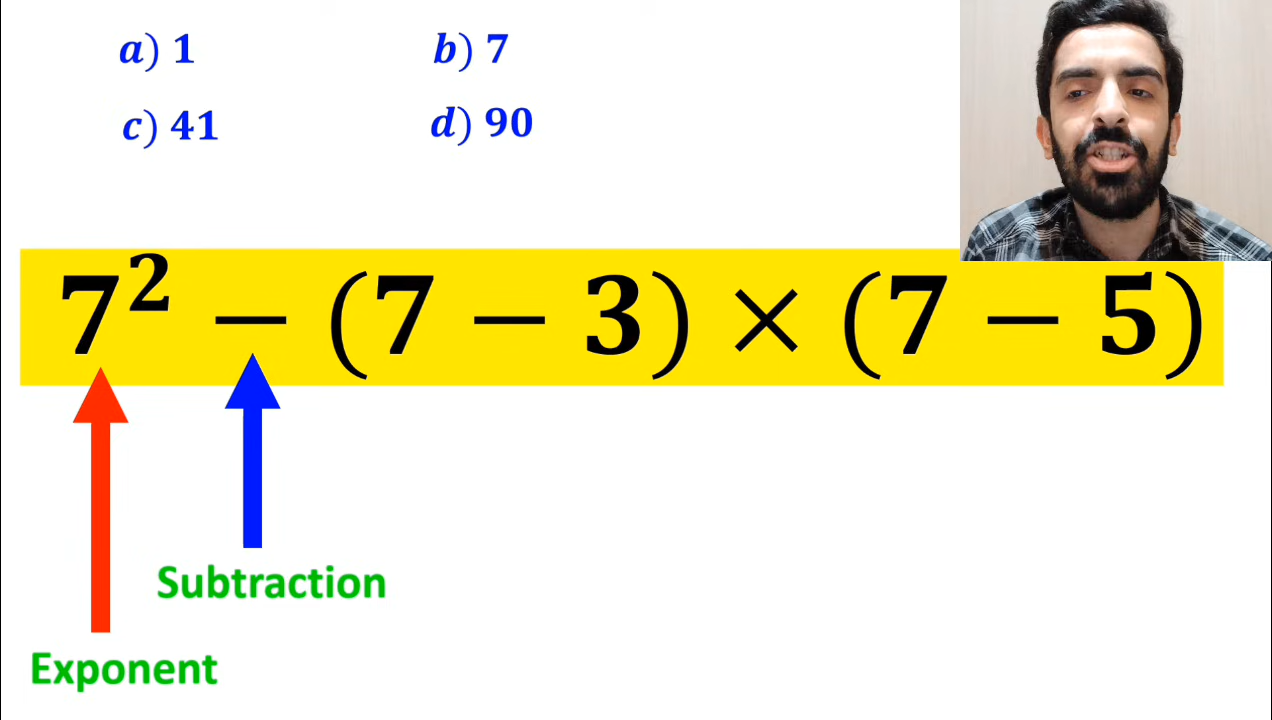 a) 1 b) 7
c) 41 d) 90
7² − (7 − 3) × (7 − 5)
Subtraction
Exponent